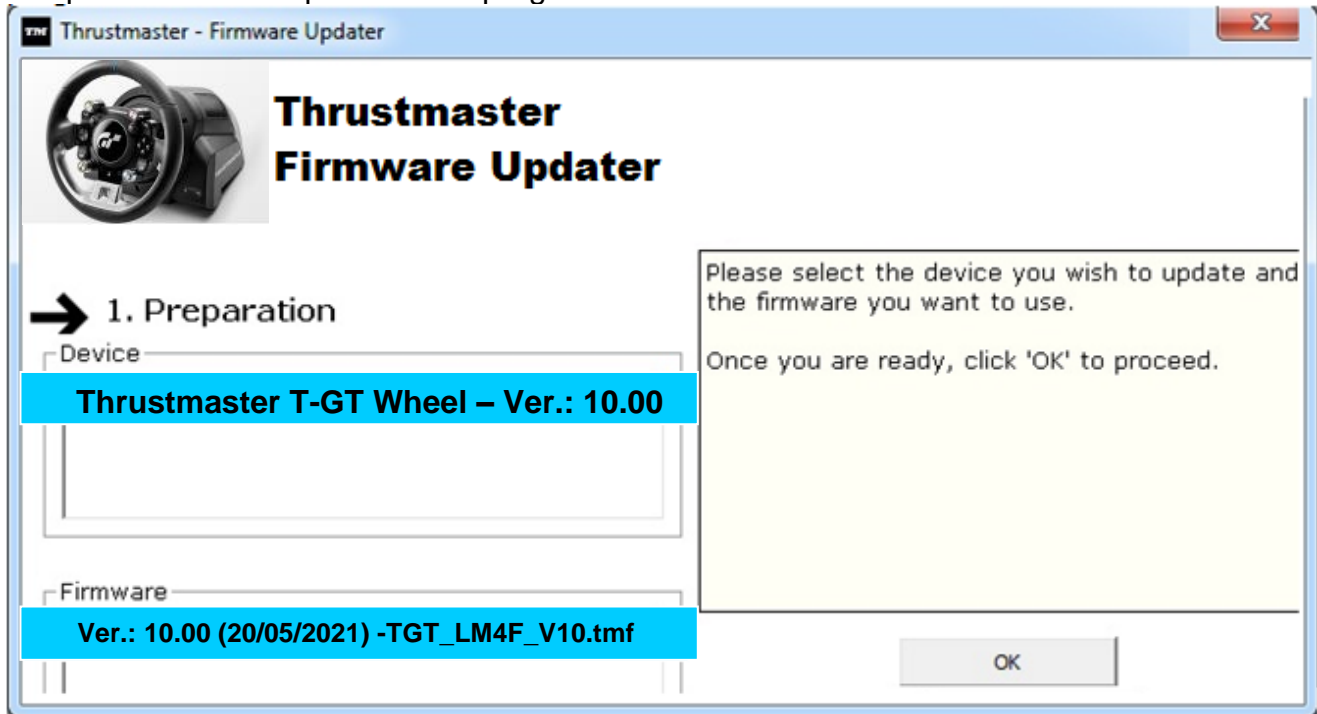 Thrustmaster - Firmware Updater
Thrustmaster
Firmware Updater
1. Preparation
Device
Thrustmaster T-GT Wheel – Ver.: 10.00
Firmware
Ver.: 10.00 (20/05/2021) -TGT_LM4F_V10.tmf
Please select the device you wish to update and
the firmware you want to use.
Once you are ready, click 'OK' to proceed.
OK